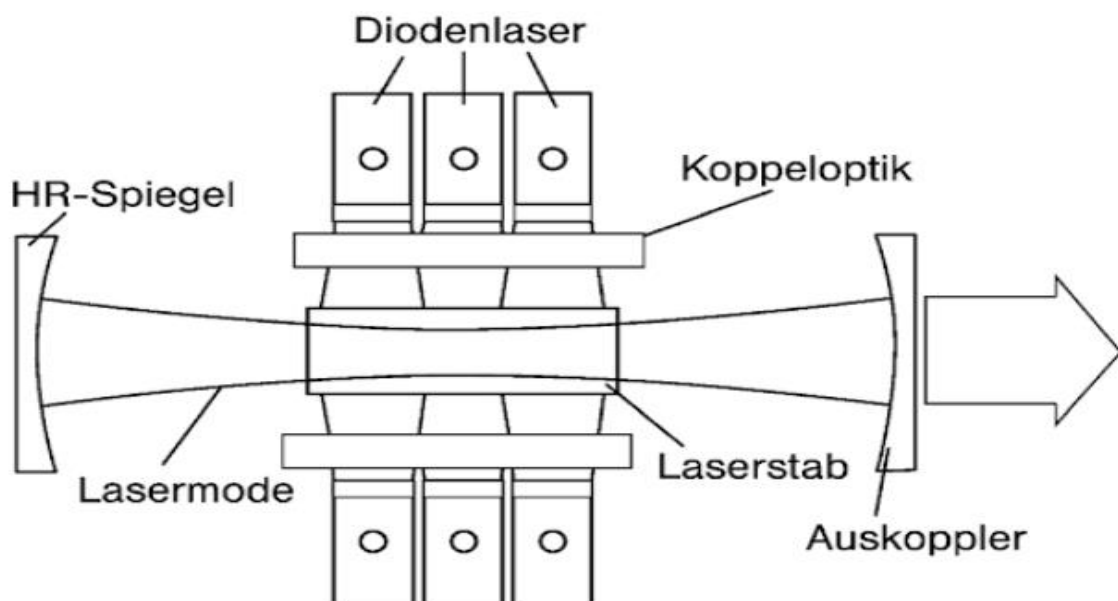 Diodenlaser
Koppeloptik
HR-Spiegel
Laserstab
Lasermode
Auskoppler